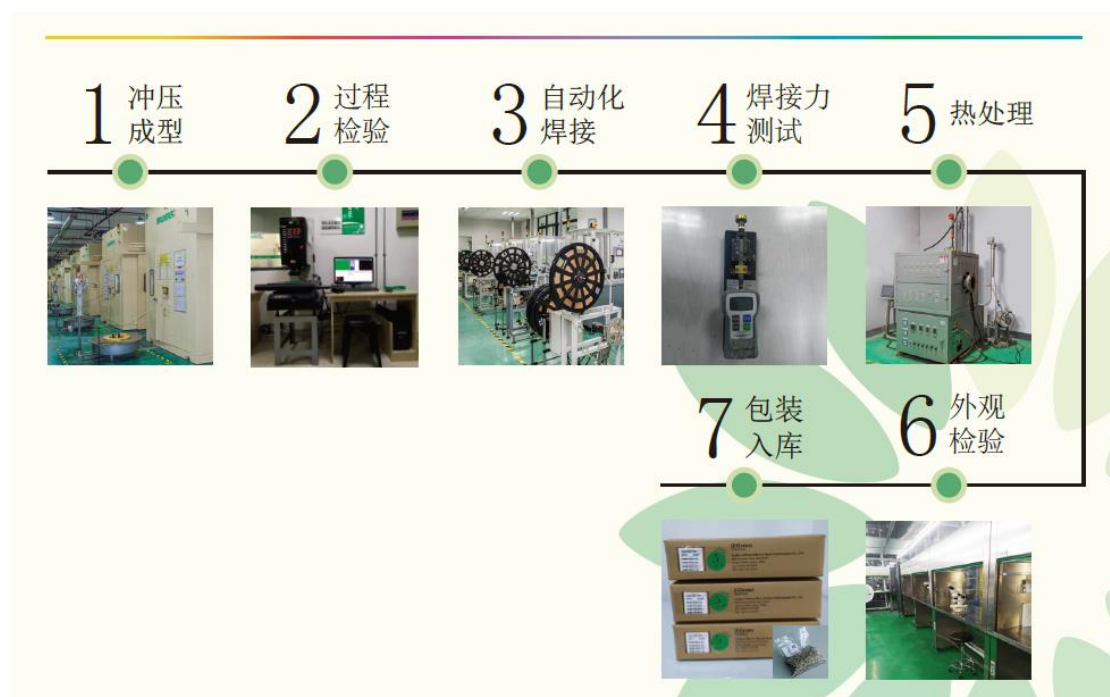 1 冲压
成型
2 过程
检验
3 自动化
焊接
4 焊接力
测试
5 热处理
6 外观
检验
7 包装
入库